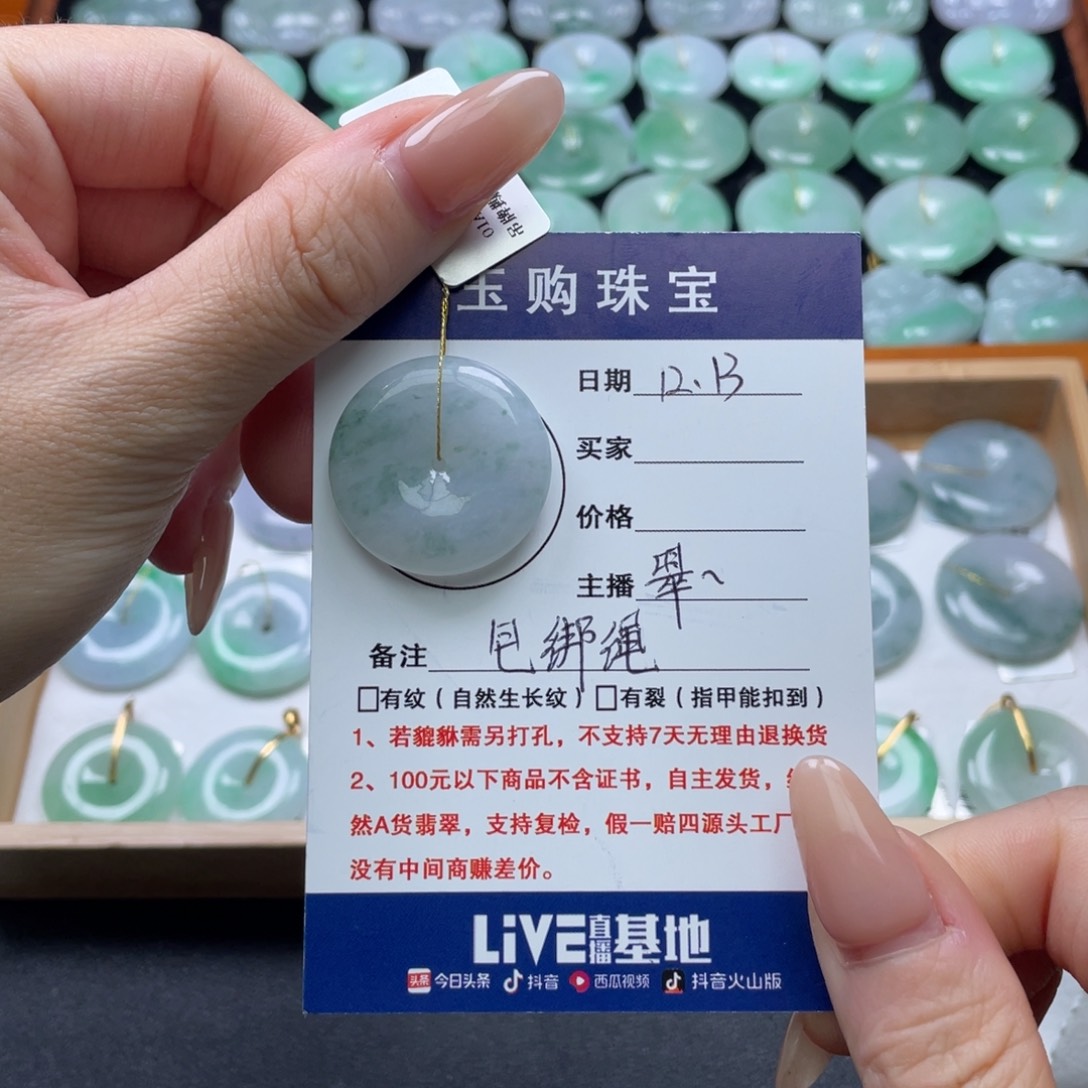 玉购珠宝
日期 12.13
买家
价格
主播 翠~
备注 包绑绳
□有纹（自然生长纹）□有裂（指甲能扣到）
1、若貔貅需另打孔，不支持7天无理由退换货
2、100元以下商品不含证书，自主发货，
然A货翡翠，支持复检，假一赔四源头工厂
没有中间商赚差价。
LiVE直播基地
头条 今日头条 抖音 西瓜视频 抖音火山版